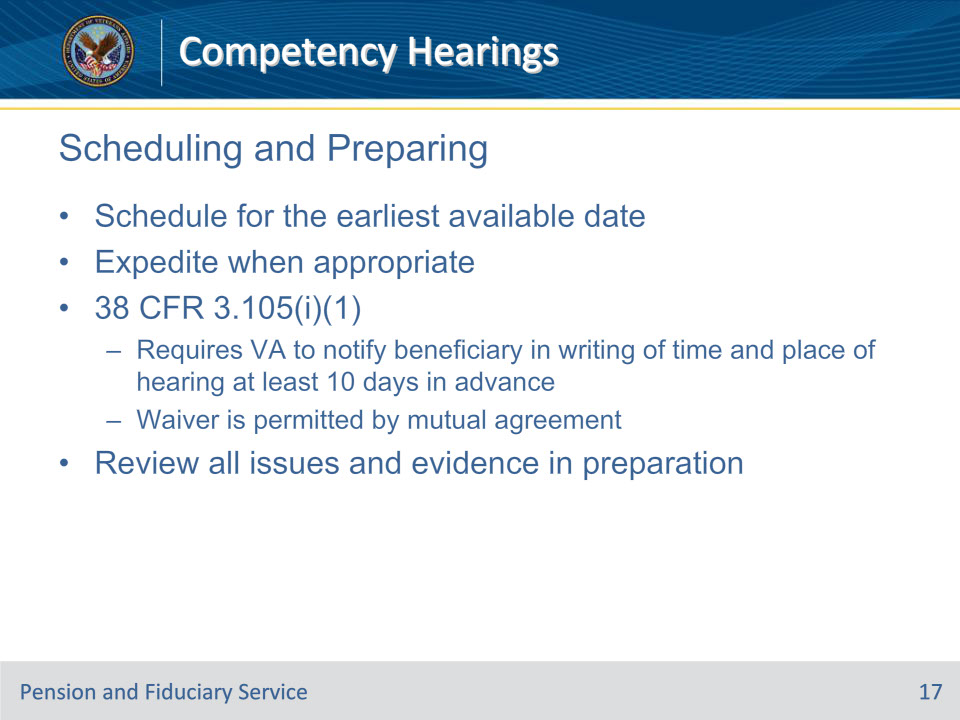 Competency Hearings
Scheduling and Preparing
• Schedule for the earliest available date
• Expedite when appropriate
• 38 CFR 3.105(i)(1)
– Requires VA to notify beneficiary in writing of time and place of
hearing at least 10 days in advance
– Waiver is permitted by mutual agreement
• Review all issues and evidence in preparation
Pension and Fiduciary Service
17